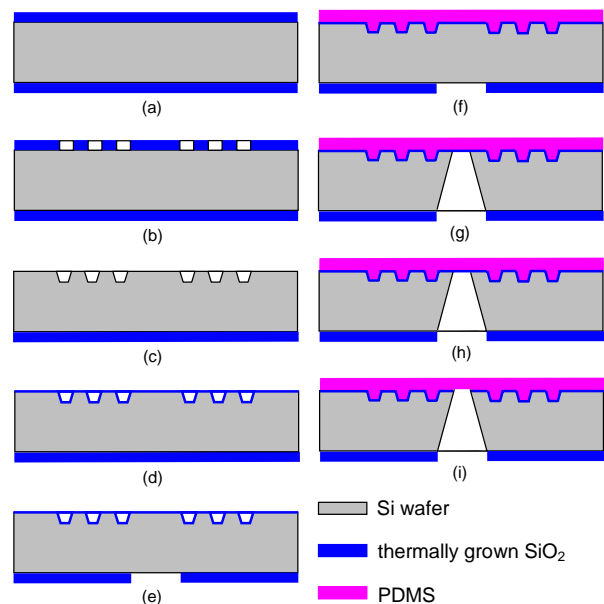 (a)
(b)
(c)
(d)
(e)
(f)
(g)
(h)
(i)
Si wafer
thermally grown SiO₂
PDMS